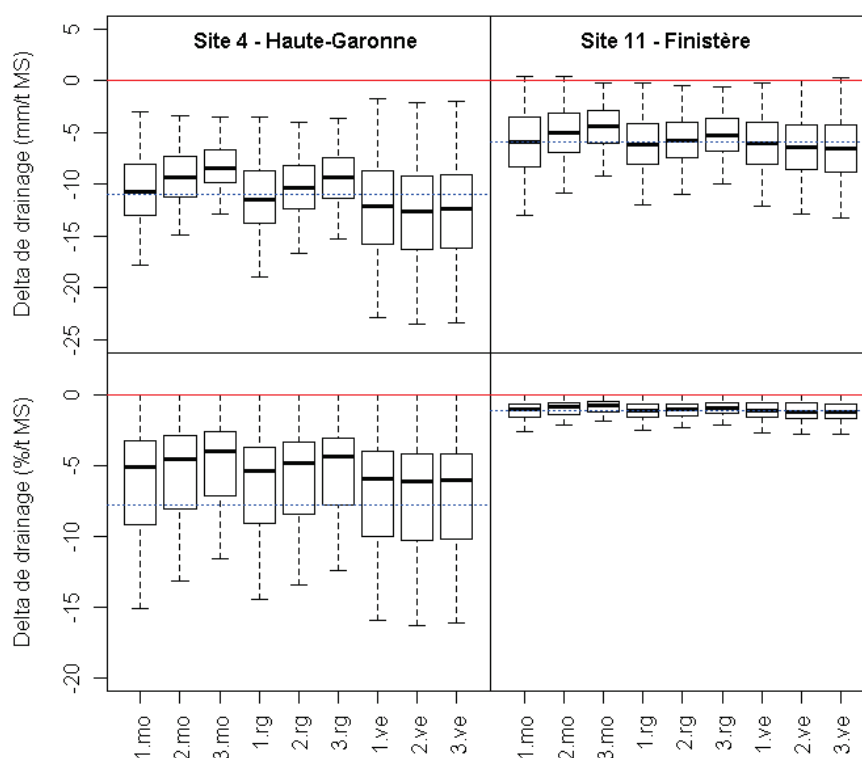 Site 4 - Haute-Garonne
Site 11 - Finistère
Delta de drainage (mm/t MS)
5
0
-5
-10
-15
-20
-25
Delta de drainage (%/t MS)
0
-5
-10
-15
-20
1.mo
2.mo
3.mo
1.rg
2.rg
3.rg
1.ve
2.ve
3.ve
1.mo
2.mo
3.mo
1.rg
2.rg
3.rg
1.ve
2.ve
3.ve